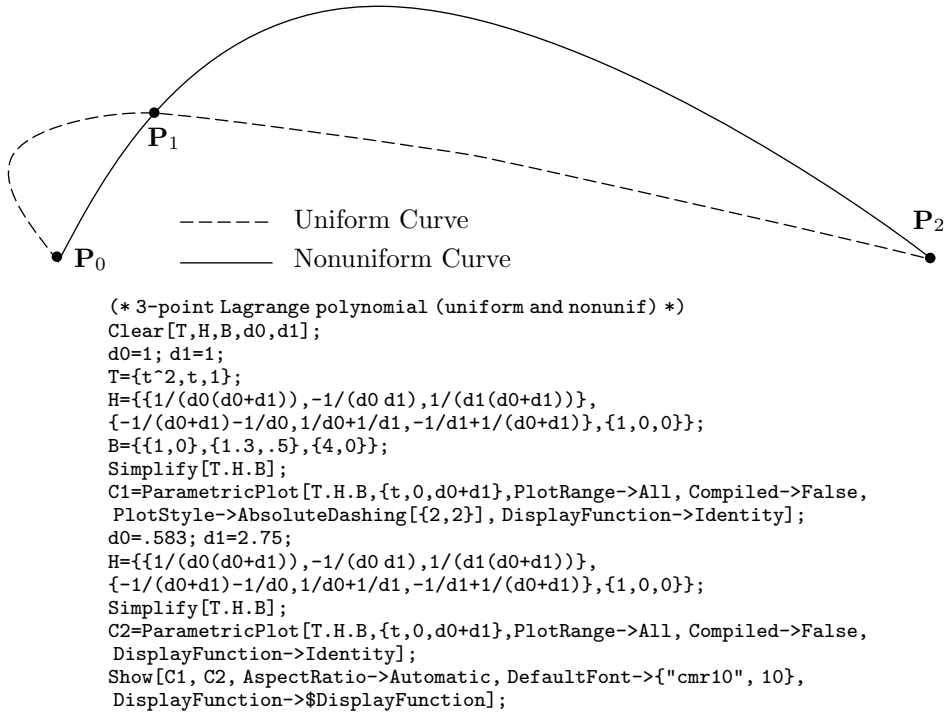 P1
P2
Uniform Curve
P0
Nonuniform Curve
(* 3-point Lagrange polynomial (uniform and nonunif) *)
Clear[T,H,B,d0,d1];
d0=1; d1=1;
T={t^2,t,1};
H={{1/(d0(d0+d1)),-1/(d0 d1),1/(d1(d0+d1))},
{-1/(d0+d1)-1/d0,1/d0+1/d1,-1/d1+1/(d0+d1)},{1,0,0}};
B={{1,0},{1.3,.5},{4,0}};
Simplify[T.H.B];
C1=ParametricPlot[T.H.B,{t,0,d0+d1},PlotRange->All, Compiled->False,
PlotStyle->AbsoluteDashing[{2,2}], DisplayFunction->Identity];
d0=.583; d1=2.75;
H={{1/(d0(d0+d1)),-1/(d0 d1),1/(d1(d0+d1))},
{-1/(d0+d1)-1/d0,1/d0+1/d1,-1/d1+1/(d0+d1)},{1,0,0}};
Simplify[T.H.B];
C2=ParametricPlot[T.H.B,{t,0,d0+d1},PlotRange->All, Compiled->False,
DisplayFunction->Identity];
Show[C1, C2, AspectRatio->Automatic, DefaultFont->{"cmr10", 10},
DisplayFunction->$DisplayFunction];